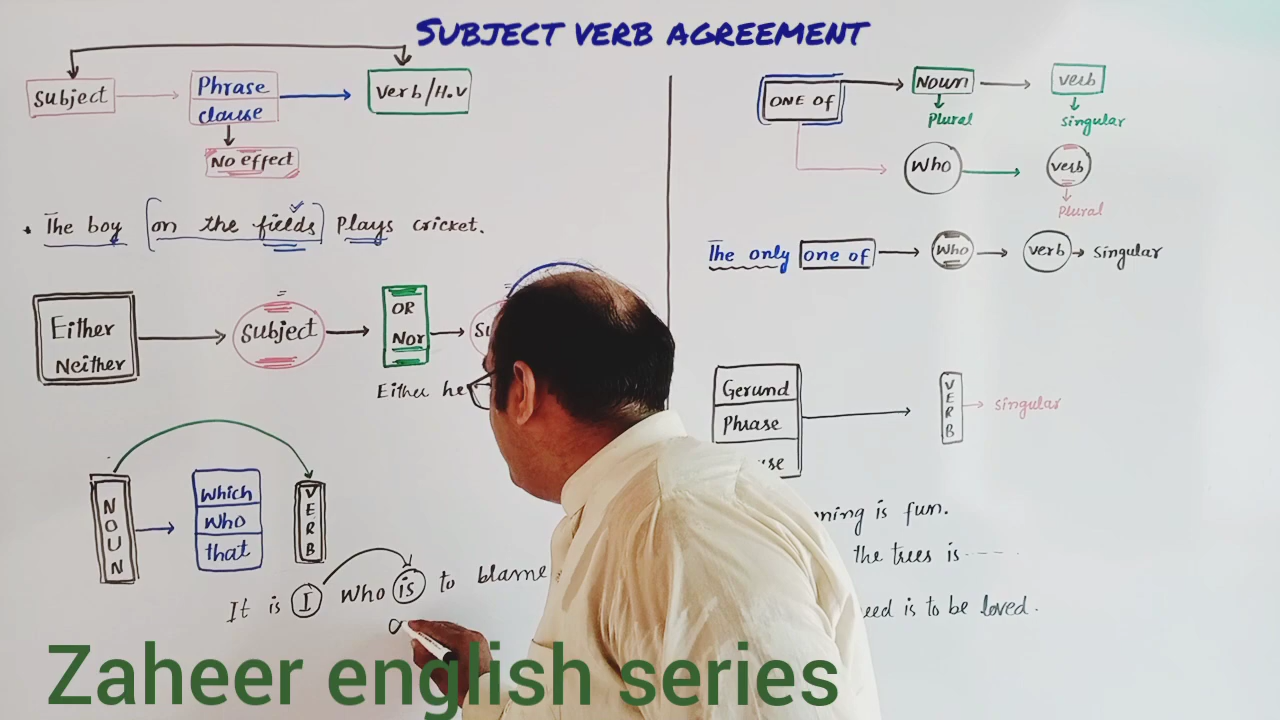 SUBJECT VERB AGREEMENT
Subject
Phrase
clause
verb/H.V
No effect
• The boy (on the fields) Plays cricket.
Either
Neither
Subject
OR
Nor
Either he
NOUN
which
who
that
VERB
It is I who is to blame
ONE OF
NOUN
verb
Plural
Singular
Who
verb
Plural
The only one of
Who
verb
Singular
Gerund
Phrase
VERB
Singular
is fun.
the trees is ----
is to be loved.
Zaheer english series